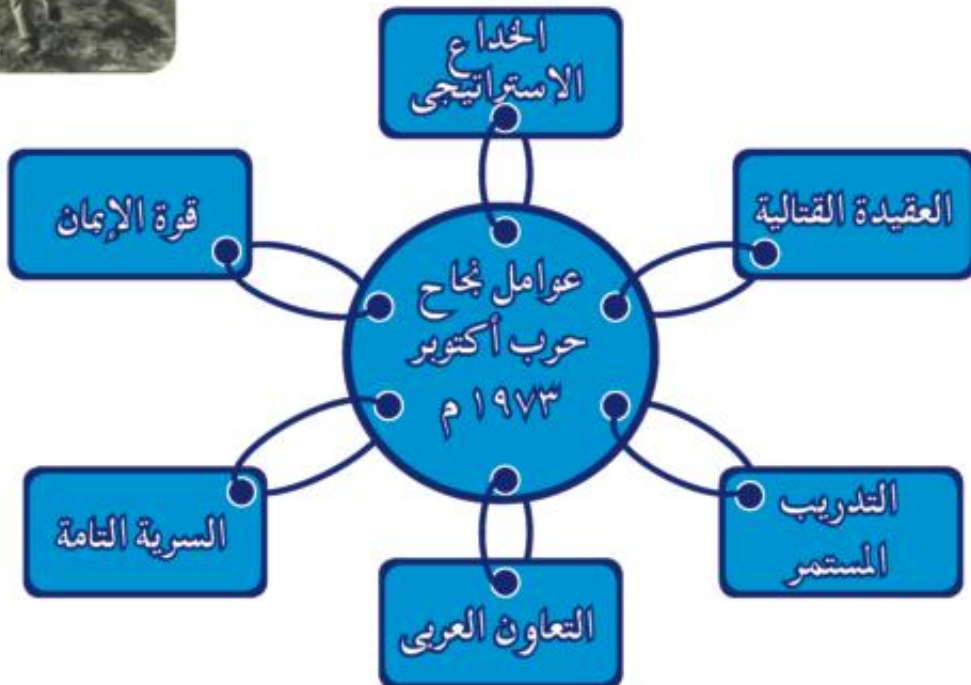 عوامل نجاح
حرب أكتوبر
١٩٧٣ م
الخداع
الاستراتيجى
العقيدة القتالية
التدريب
المستمر
التعاون العربى
السرية التامة
قوة الإيمان